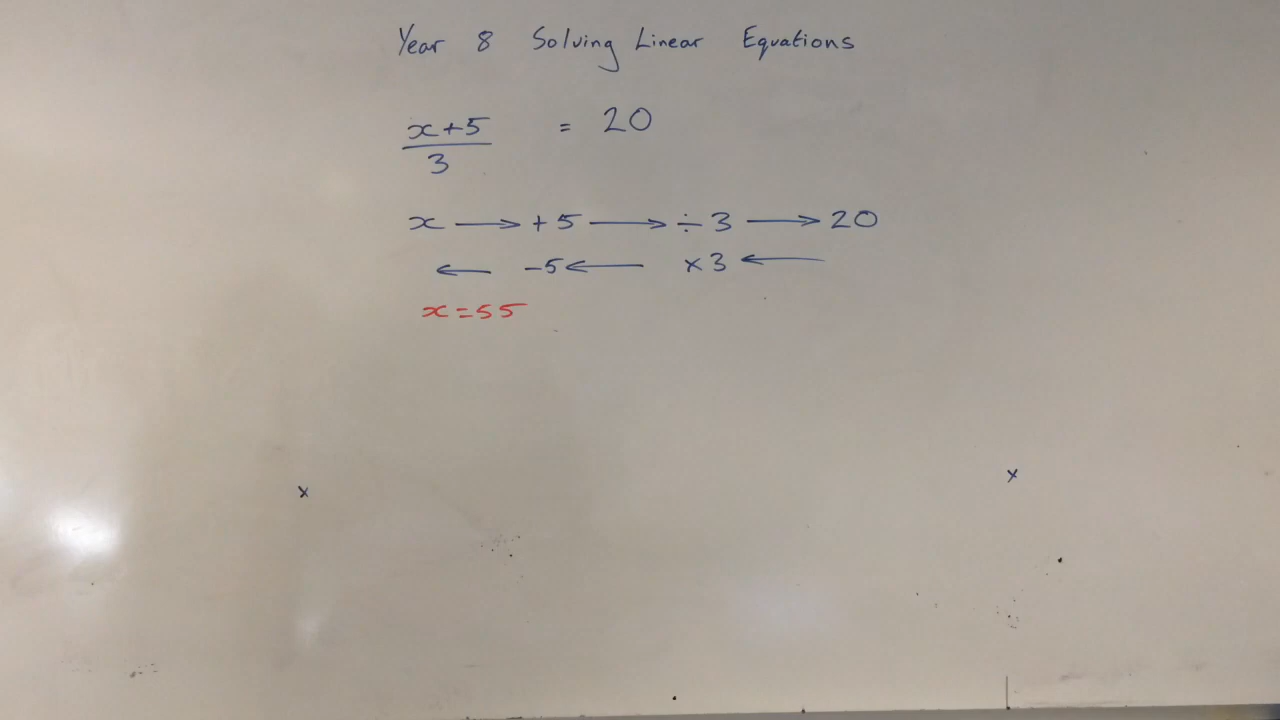 Year 8 Solving Linear Equations
x+5 = 20
3
x → +5 → ÷3 → 20
← -5 ← ×3 ←
x=55
x x